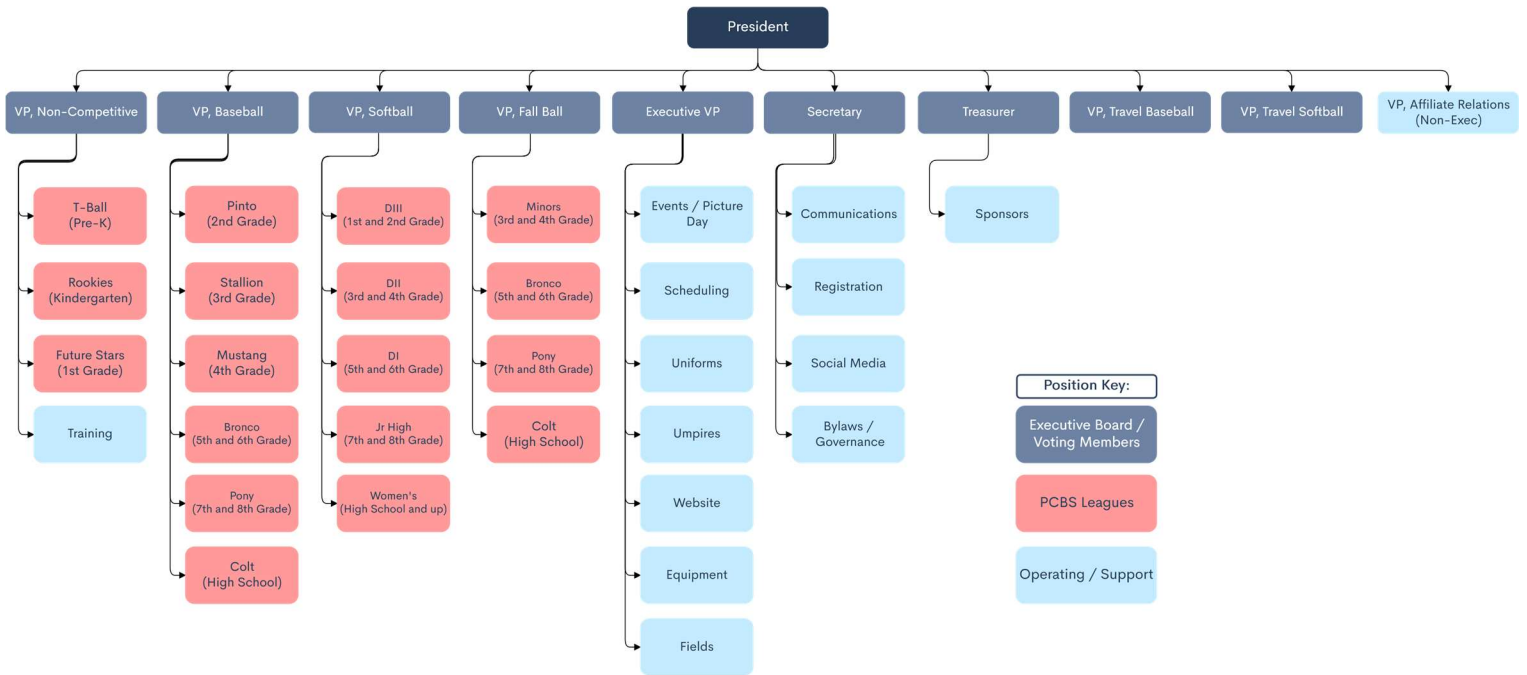 President
VP, Non-Competitive
VP, Baseball
VP, Softball
VP, Fall Ball
Executive VP
Secretary
Treasurer
VP, Travel Baseball
VP, Travel Softball
VP, Affiliate Relations
(Non-Exec)
T-Ball
(Pre-K)
Rookies
(Kindergarten)
Future Stars
(1st Grade)
Training
Pinto
(2nd Grade)
Stallion
(3rd Grade)
Mustang
(4th Grade)
Bronco
(5th and 6th Grade)
Pony
(7th and 8th Grade)
Colt
(High School)
DIII
(1st and 2nd Grade)
DII
(3rd and 4th Grade)
DI
(5th and 6th Grade)
Jr High
(7th and 8th Grade)
Women's
(High School and up)
Minors
(3rd and 4th Grade)
Bronco
(5th and 6th Grade)
Pony
(7th and 8th Grade)
Colt
(High School)
Events / Picture
Day
Scheduling
Uniforms
Umpires
Website
Equipment
Fields
Communications
Registration
Social Media
Bylaws /
Governance
Sponsors
Position Key:
Executive Board /
Voting Members
PCBS Leagues
Operating / Support